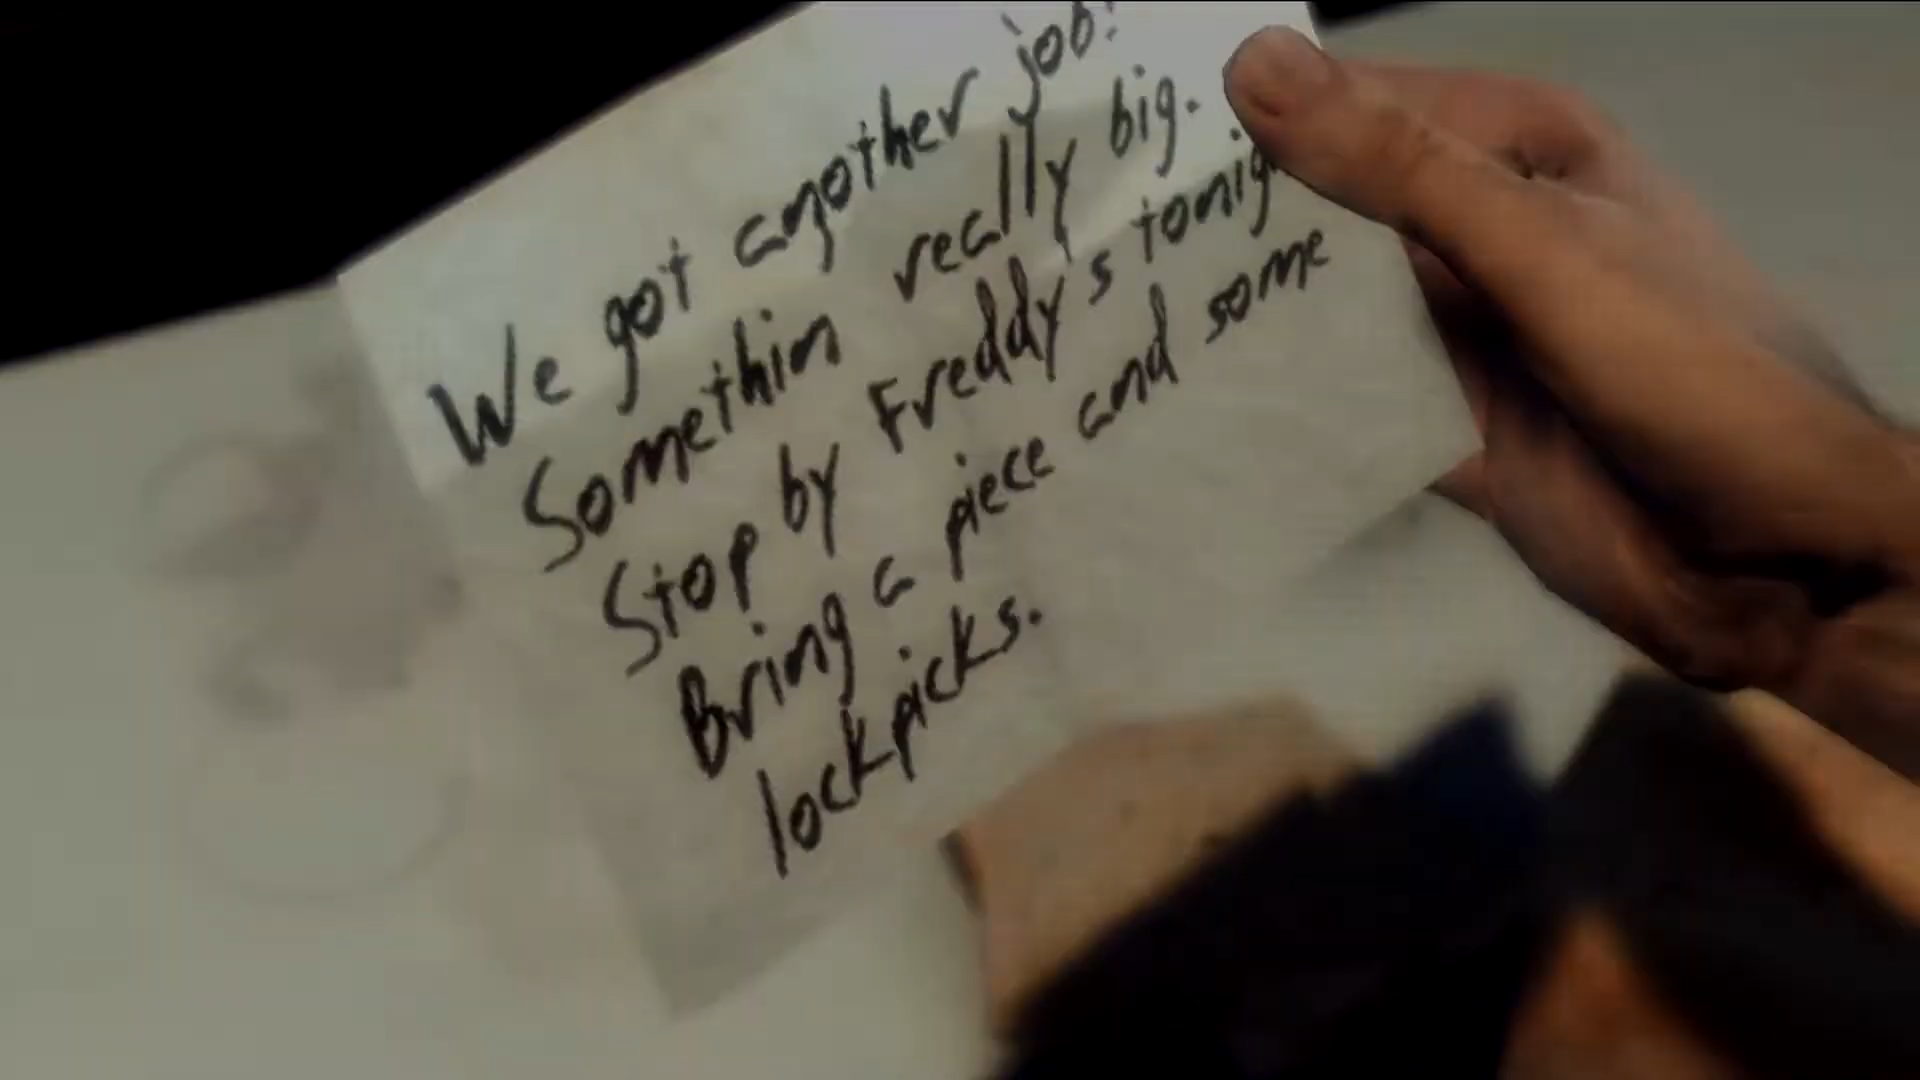 We got another job!
Somethin really big.
Stop by Freddy's
Bring a piece and some
lockpicks.